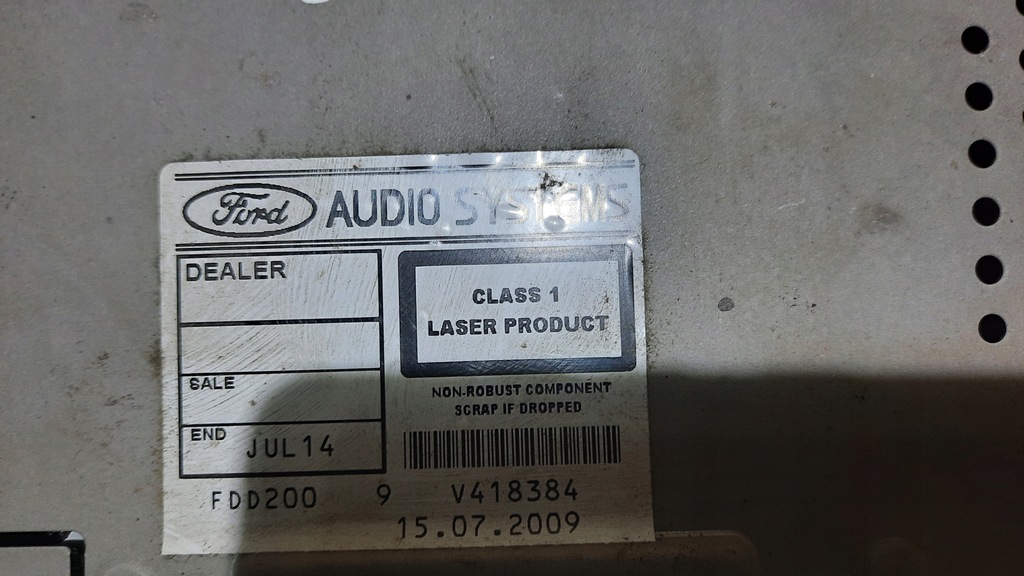 Ford AUDIO SYSTEMS
DEALER
CLASS 1
LASER PRODUCT
SALE
NON-ROBUST COMPONENT
SCRAP IF DROPPED
END JUL14
FDD200 9 V418384
15.07.2009